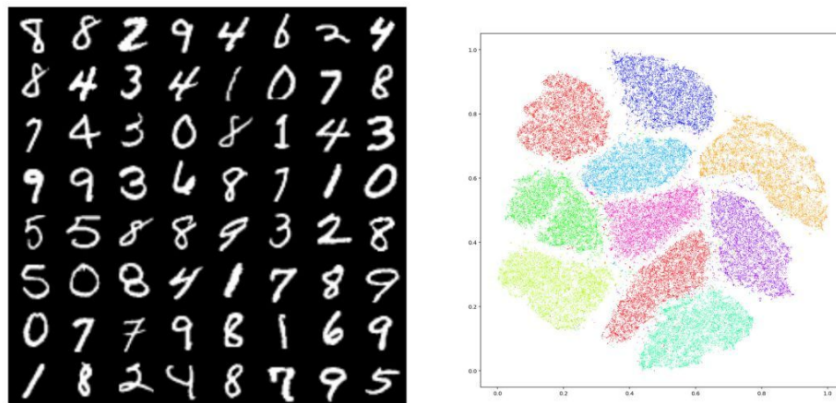 8 8 2 9 4 6 2 4
8 4 3 4 1 0 7 8
7 4 3 0 8 1 4 3
9 9 3 6 8 7 1 0
5 5 8 8 9 3 2 8
5 0 8 4 1 7 8 9
0 7 7 9 8 1 6 9
1 8 2 4 8 7 9 5
1.0
0.8
0.6
0.4
0.2
0.0
0.0 0.2 0.4 0.6 0.8 1.0